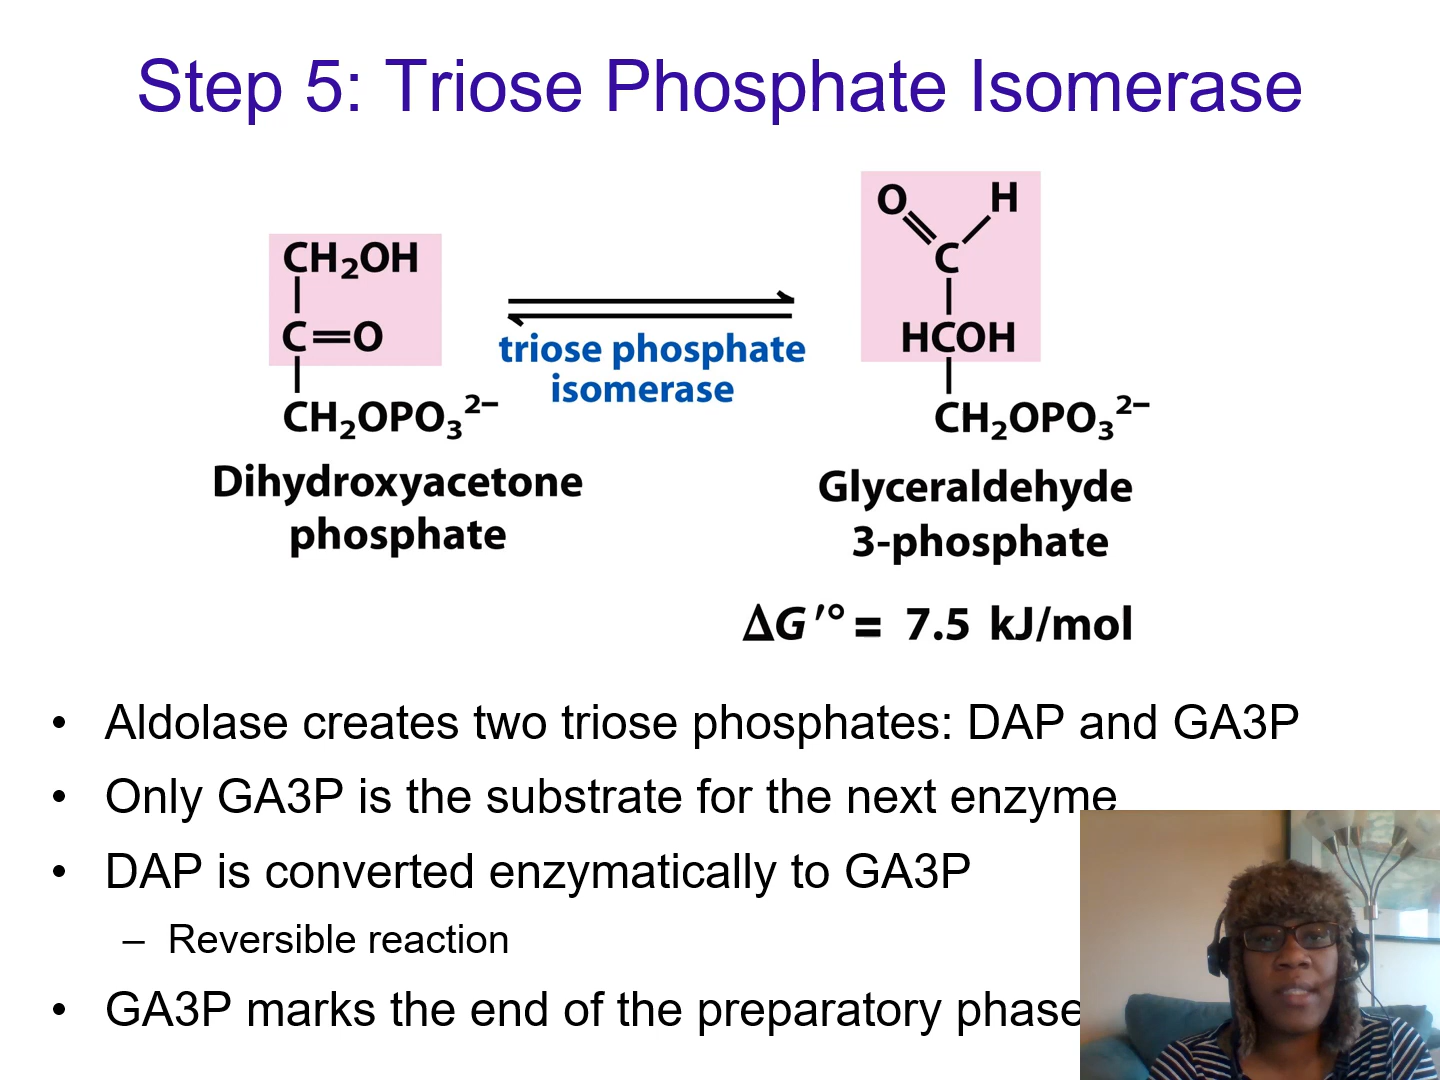 Step 5: Triose Phosphate Isomerase
O H
CH₂OH C
C=O HCOH
CH₂OPO₃²⁻ CH₂OPO₃²⁻
triose phosphate
isomerase
Dihydroxyacetone
phosphate
Glyceraldehyde
3-phosphate
ΔG′° = 7.5 kJ/mol
• Aldolase creates two triose phosphates: DAP and GA3P
• Only GA3P is the substrate for the next enzyme
• DAP is converted enzymatically to GA3P
– Reversible reaction
• GA3P marks the end of the preparatory phase